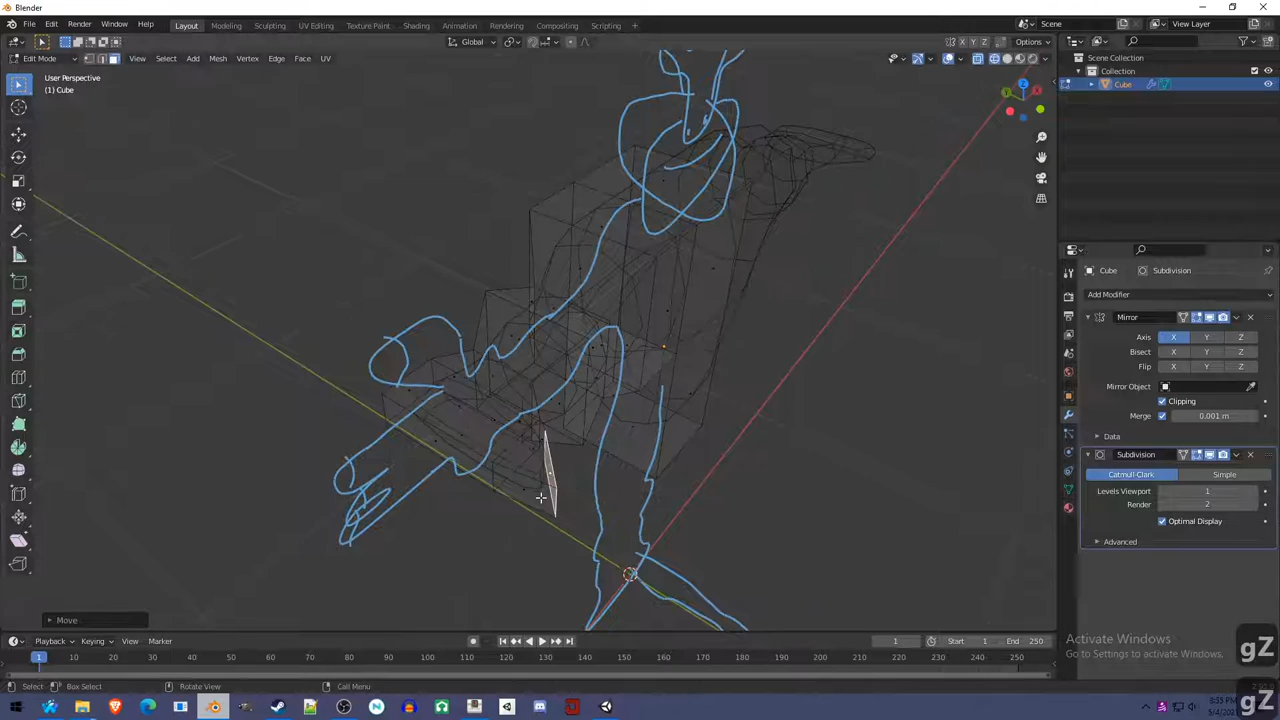 Blender
File Edit Render Window Help Layout Modeling Sculpting UV Editing Texture Paint Shading Animation Rendering Compositing Scripting + Scene View Layer
Global X Y Z Options
Edit Mode View Select Add Mesh Vertex Edge Face UV
User Perspective
(1) Cube
Scene Collection
Collection
Cube
Cube Subdivision
Add Modifier
Mirror
Axis X Y Z
Bisect X Y Z
Flip X Y Z
Mirror Object
Clipping
Merge 0.001 m
Data
Subdivision
Catmull-Clark Simple
Levels Viewport 1
Render 2
Optimal Display
Advanced
Move
Activate Windows
Go to Settings to activate Windows.
gZ
Playback Keying View Marker 1 Start 1 End 250
1 10 20 30 40 50 60 70 80 90 100 110 120 130 140 150 160 170 180 190 200 210 220 230 240 250
Select Box Select Rotate View Call Menu
8:55 PM
gZ